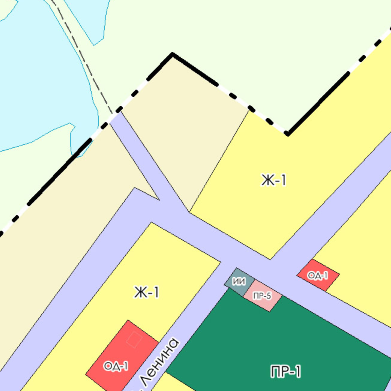 Ж-1
ОД-1
ИИ
ПР-5
Ж-1
Ленина
ОД-1
ПР-1